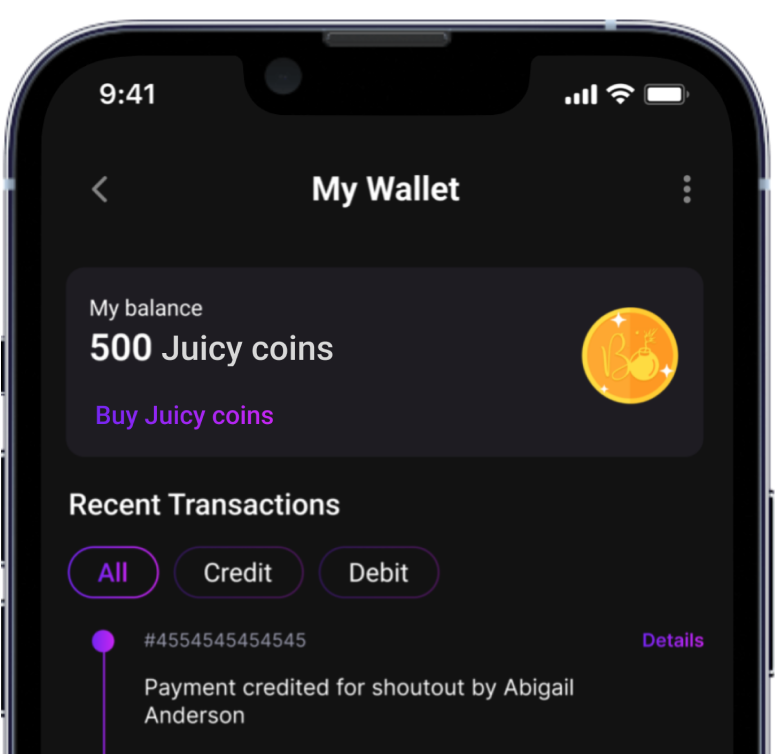 9:41
My Wallet
My balance
500 Juicy coins
Buy Juicy coins
Recent Transactions
All
Credit
Debit
#4554545454545
Details
Payment credited for shoutout by Abigail
Anderson